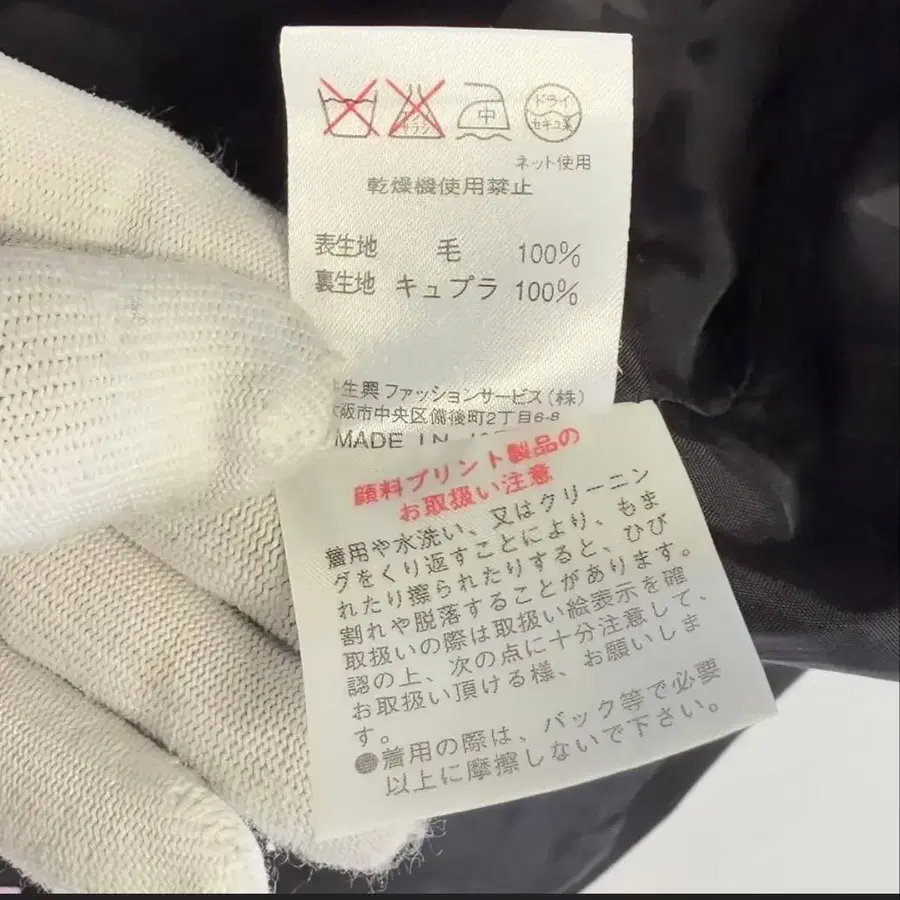 サラシ 中 ドライ
セキユ系
ネット使用
乾燥機使用禁止
表生地 毛 100%
裏生地 キュプラ 100%
生興ファッションサービス(株)
阪市中央区備後町2丁目6-8
MADE IN
顔料プリント製品の
お取扱い注意
着用や水洗い、又はクリーニン
グをくり返すことにより、もま
れたり擦られたりすると、ひび
割れや脱落することがあります。
取扱いの際は取扱い絵表示を確
認の上、次の点に十分注意して、
お取扱い頂ける様、お願いしま
す。
●着用の際は、バック等で必要
以上に摩擦しないで下さい。